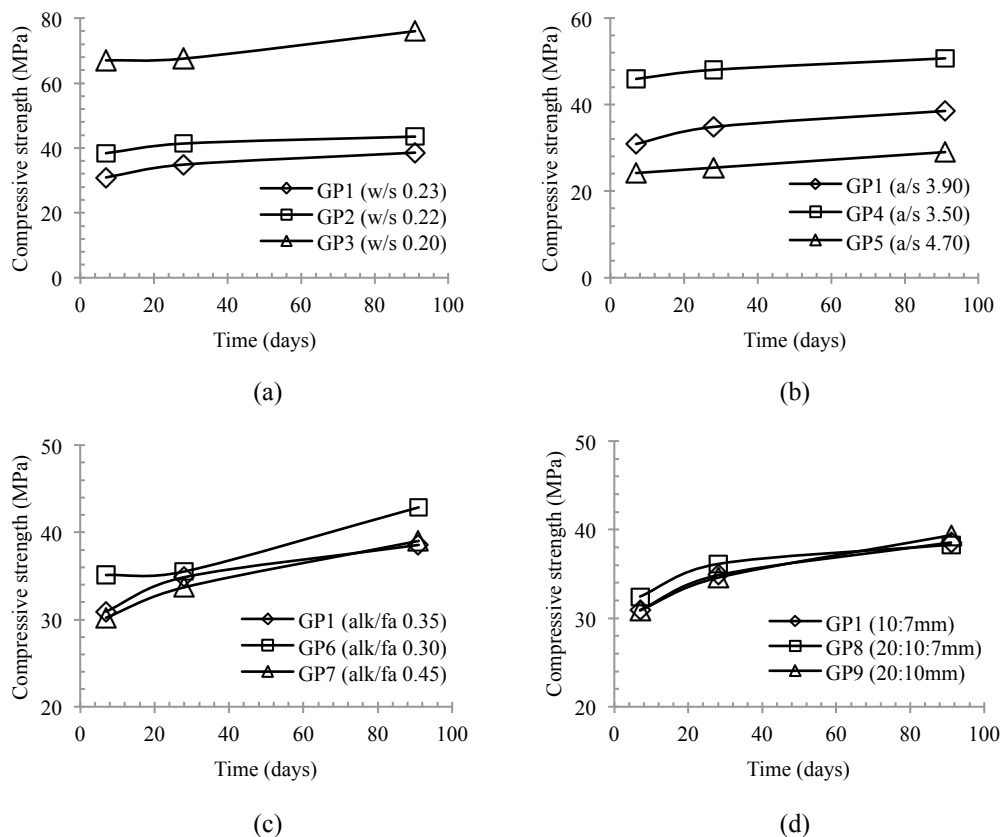 Compressive strength (MPa)
80
60
40
20
0
GP1 (w/s 0.23)
GP2 (w/s 0.22)
GP3 (w/s 0.20)
0 20 40 60 80 100
Time (days)
(a)
Compressive strength (MPa)
60
40
20
0
GP1 (a/s 3.90)
GP4 (a/s 3.50)
GP5 (a/s 4.70)
0 20 40 60 80 100
Time (days)
(b)
Compressive strength (MPa)
50
40
30
20
GP1 (alk/fa 0.35)
GP6 (alk/fa 0.30)
GP7 (alk/fa 0.45)
0 20 40 60 80 100
Time (days)
(c)
Compressive strength (MPa)
50
40
30
20
GP1 (10:7mm)
GP8 (20:10:7mm)
GP9 (20:10mm)
0 20 40 60 80 100
Time (days)
(d)